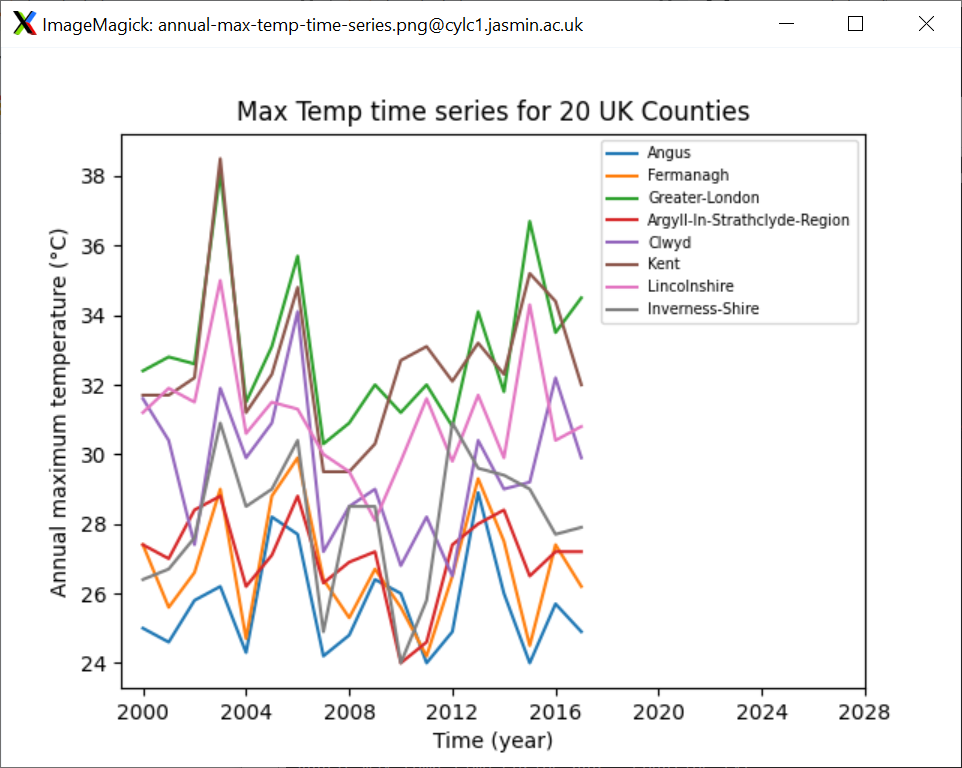 ImageMagick: annual-max-temp-time-series.png@cylc1.jasmin.ac.uk
Max Temp time series for 20 UK Counties
Angus
Fermanagh
Greater-London
Argyll-In-Strathclyde-Region
Clwyd
Kent
Lincolnshire
Inverness-Shire
Annual maximum temperature (°C)
38
36
34
32
30
28
26
24
2000 2004 2008 2012 2016 2020 2024 2028
Time (year)